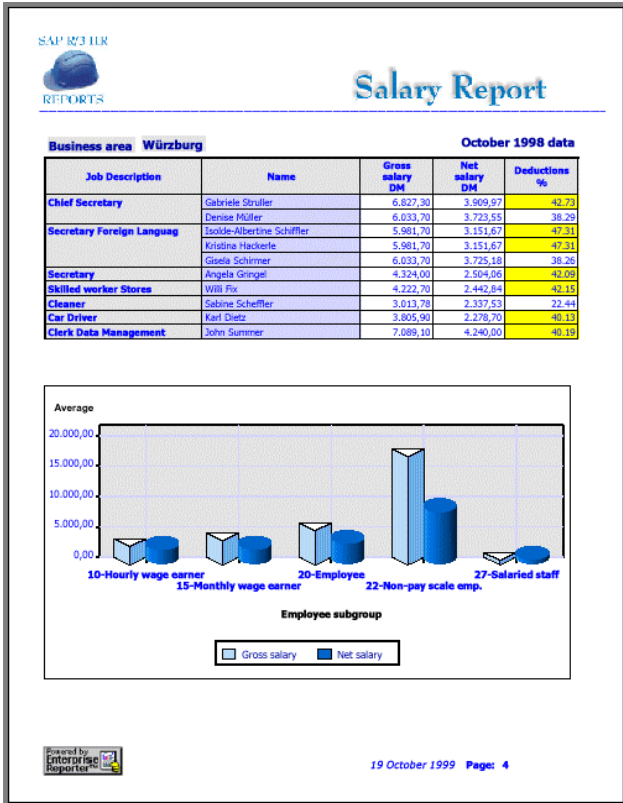 SAP R/3 HR
REPORTS
Salary Report
Business area Würzburg
October 1998 data
Job Description Name Gross salary DM Net salary DM Deductions %
Chief Secretary Gabriele Struller 6.827,30 3.909,97 42.73
Denise Müller 6.033,70 3.723,55 38.29
Secretary Foreign Languag Isolde-Albertine Schiffler 5.981,70 3.151,67 47.31
Kristina Hackerle 5.981,70 3.151,67 47.31
Gisela Schirmer 6.033,70 3.725,18 38.26
Secretary Angela Gringel 4.324,00 2.504,06 42.09
Skilled worker Stores Willi Fix 4.222,70 2.442,84 42.15
Cleaner Sabine Scheffler 3.013,78 2.337,53 22.44
Car Driver Karl Dietz 3.805,90 2.278,70 40.13
Clerk Data Management John Summer 7.089,10 4.240,00 40.19
Average
20.000,00
15.000,00
10.000,00
5.000,00
0,00
10-Hourly wage earner 20-Employee 27-Salaried staff
15-Monthly wage earner 22-Non-pay scale emp.
Employee subgroup
Gross salary Net salary
Powered by
Enterprise
Reporter™
19 October 1999 Page: 4